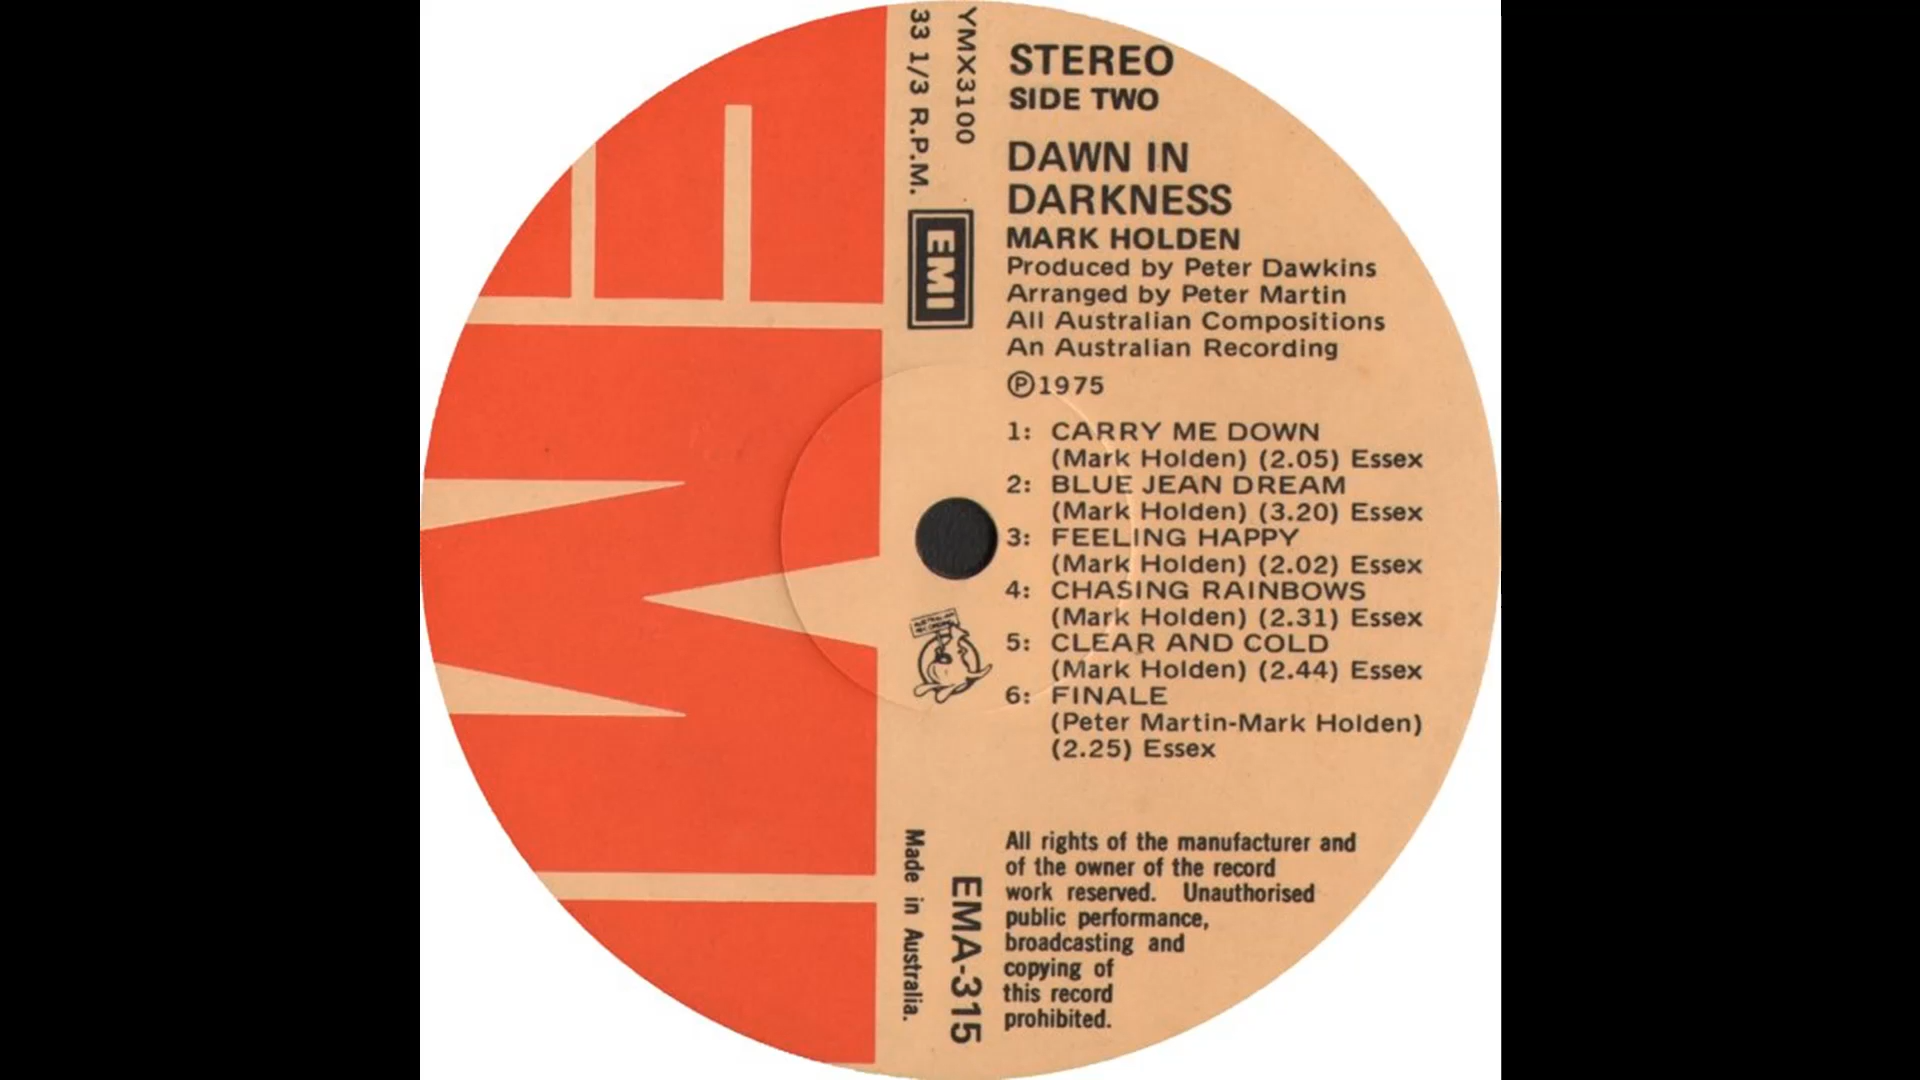 YMX3100
33 1/3 R.P.M.
EMI
STEREO
SIDE TWO
DAWN IN
DARKNESS
MARK HOLDEN
Produced by Peter Dawkins
Arranged by Peter Martin
All Australian Compositions
An Australian Recording
Ⓟ1975
1: CARRY ME DOWN
(Mark Holden) (2.05) Essex
2: BLUE JEAN DREAM
(Mark Holden) (3.20) Essex
3: FEELING HAPPY
(Mark Holden) (2.02) Essex
4: CHASING RAINBOWS
(Mark Holden) (2.31) Essex
5: CLEAR AND COLD
(Mark Holden) (2.44) Essex
6: FINALE
(Peter Martin-Mark Holden)
(2.25) Essex
AUSTRALIAN
RECORDING
Made in Australia.
EMA-315
All rights of the manufacturer and
of the owner of the record
work reserved. Unauthorised
public performance,
broadcasting and
copying of
this record
prohibited.